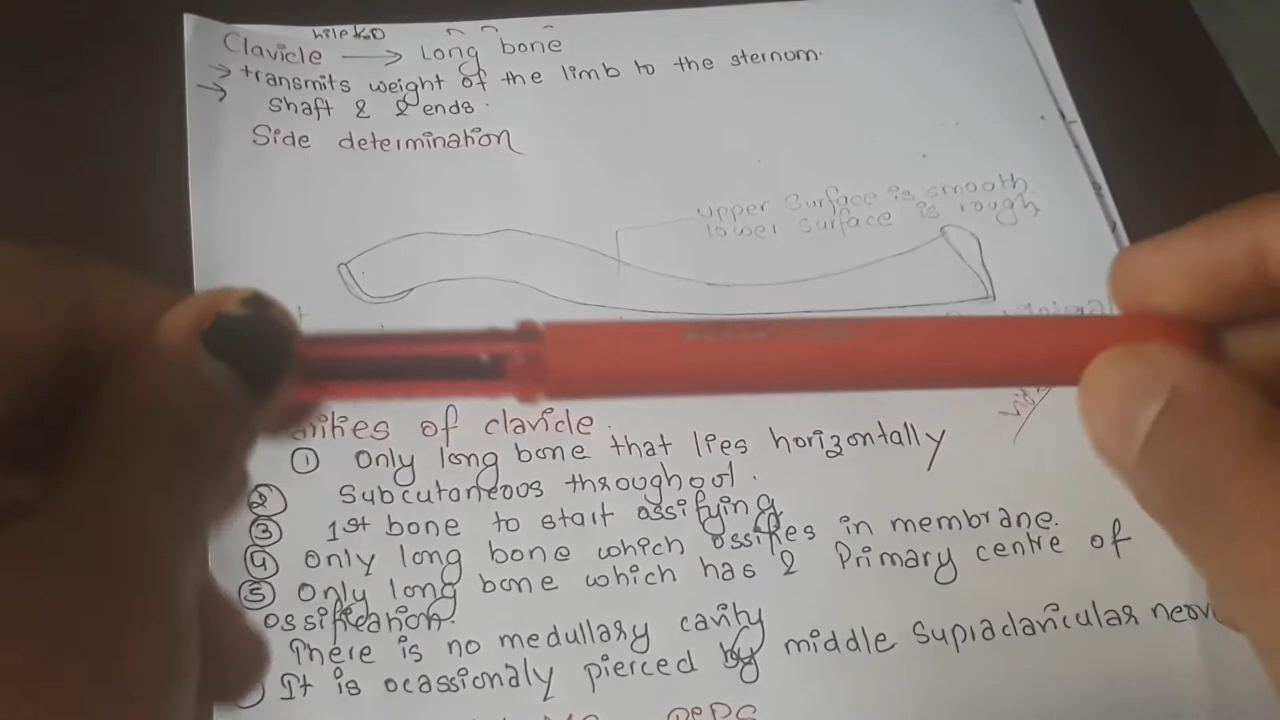 Clavicle → Long bone
→ transmits weight of the limb to the sternom.
→ Shaft & 2 ends.
Side determination
upper surface is smooth
lower surface is rough
of clavicle.
① Only long bone that lies horizontally
② Subcutaneous throughout.
③ 1st bone to start ossifying
④ Only long bone which ossifies in membrane.
⑤ Only long bone which has 2 Primary centre of
ossification.
There is no medullary cavity
It is ocassionaly pierced by middle Supraclavicular